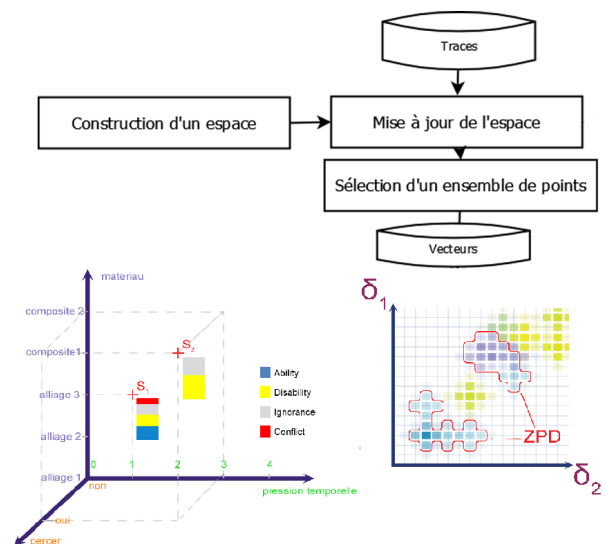 Traces
Construction d'un espace
Mise à jour de l'espace
Sélection d'un ensemble de points
Vecteurs
materiau
composite 2
composite1
alliage 3
alliage 2
alliage 1
S1
S2
Ability
Disability
Ignorance
Conflict
0 1 2 3 4
non
pression temporelle
oui
percer
δ1
ZPD
δ2